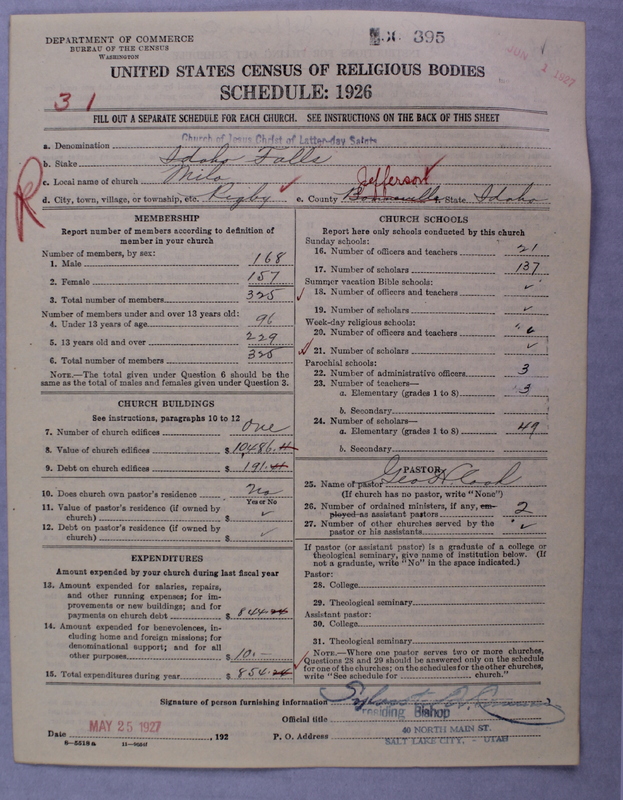 DEPARTMENT OF COMMERCE
BUREAU OF THE CENSUS
WASHINGTON
395
JUN 1 1927
UNITED STATES CENSUS OF RELIGIOUS BODIES
SCHEDULE: 1926
31
FILL OUT A SEPARATE SCHEDULE FOR EACH CHURCH. SEE INSTRUCTIONS ON THE BACK OF THIS SHEET
a. Denomination Church of Jesus Christ of Latter-day Saints
b. Stake Idaho Falls
c. Local name of church Milo
R
d. City, town, village, or township, etc. Rigby e. County Bonneville Jefferson State Idaho
MEMBERSHIP
Report number of members according to definition of
member in your church
Number of members, by sex:
1. Male 168
2. Female 157
3. Total number of members 325
Number of members under and over 13 years old:
4. Under 13 years of age 96
5. 13 years old and over 229
6. Total number of members 325
NOTE.—The total given under Question 6 should be the
same as the total of males and females given under Question 3.
CHURCH BUILDINGS
See instructions, paragraphs 10 to 12
7. Number of church edifices One
8. Value of church edifices $10,486.
9. Debt on church edifices $191.
10. Does church own pastor's residence No
Yes or No
11. Value of pastor's residence (if owned by
church) $ ✓
12. Debt on pastor's residence (if owned by
church) $ ✓
EXPENDITURES
Amount expended by your church during last fiscal year
13. Amount expended for salaries, repairs,
and other running expenses; for im-
provements or new buildings; and for
payments on church debt $844.24
14. Amount expended for benevolences, in-
cluding home and foreign missions; for
denominational support; and for all
other purposes $10.—
15. Total expenditures during year $854.24
CHURCH SCHOOLS
Report here only schools conducted by this church
Sunday schools:
16. Number of officers and teachers 21
17. Number of scholars 137
Summer vacation Bible schools:
18. Number of officers and teachers ✓
19. Number of scholars ✓
Week-day religious schools:
20. Number of officers and teachers
21. Number of scholars ✓
Parochial schools:
22. Number of administrative officers 3
23. Number of teachers—
a. Elementary (grades 1 to 8) 3
b. Secondary
24. Number of scholars—
a. Elementary (grades 1 to 8) 49
b. Secondary
PASTOR
25. Name of pastor Geo H Cook
(If church has no pastor, write "None")
26. Number of ordained ministers, if any, em-
ployed as assistant pastors 2
27. Number of other churches served by the
pastor or his assistants ✓
If pastor (or assistant pastor) is a graduate of a college or
theological seminary, give name of institution below. (If
not a graduate, write "No" in the space indicated.)
Pastor:
28. College
29. Theological seminary
Assistant pastor:
30. College
31. Theological seminary
NOTE.—Where one pastor serves two or more churches,
Questions 28 and 29 should be answered only on the schedule
for one of the churches; on the schedules for the other churches,
write "See schedule for church."
Signature of person furnishing information
Official title Presiding Bishop
Date MAY 25 1927, 192 P. O. Address 40 NORTH MAIN ST.
SALT LAKE CITY, - UTAH
8—5518a